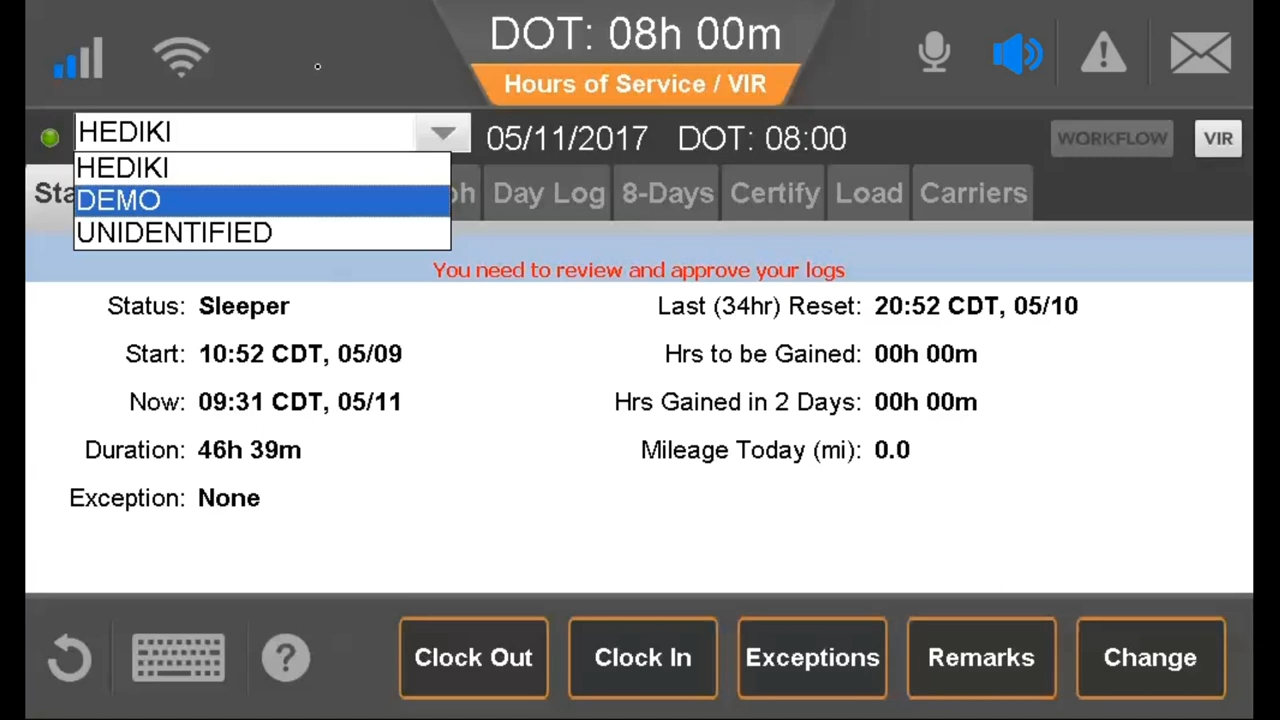 DOT: 08h 00m
Hours of Service / VIR
HEDIKI 05/11/2017 DOT: 08:00 WORKFLOW VIR
HEDIKI
DEMO
UNIDENTIFIED
Day Log 8-Days Certify Load Carriers
You need to review and approve your logs
Status: Sleeper Last (34hr) Reset: 20:52 CDT, 05/10
Start: 10:52 CDT, 05/09 Hrs to be Gained: 00h 00m
Now: 09:31 CDT, 05/11 Hrs Gained in 2 Days: 00h 00m
Duration: 46h 39m Mileage Today (mi): 0.0
Exception: None
? Clock Out Clock In Exceptions Remarks Change